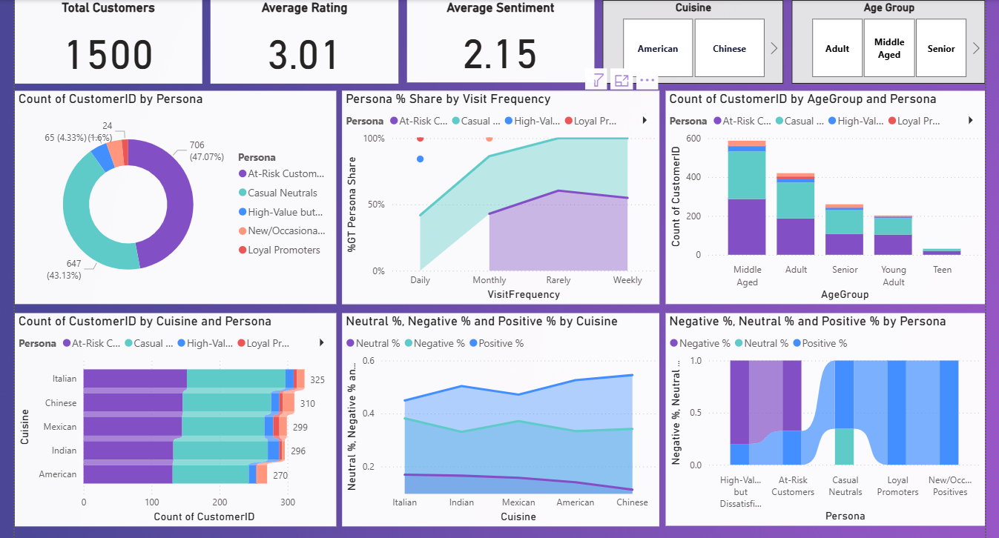 Total Customers
1500
Average Rating
3.01
Average Sentiment
2.15
Cuisine
American
Chinese
Age Group
Adult
Middle
Aged
Senior
Count of CustomerID by Persona
24
(1.6%)
65 (4.33%)
706
(47.07%)
647
(43.13%)
Persona
At-Risk Custom...
Casual Neutrals
High-Value but...
New/Occasiona...
Loyal Promoters
Persona % Share by Visit Frequency
Persona At-Risk C... Casual ... High-Val... Loyal Pr...
%GT Persona Share
100%
50%
0%
Daily Monthly Rarely Weekly
VisitFrequency
Count of CustomerID by AgeGroup and Persona
Persona At-Risk C... Casual ... High-Val... Loyal Pr...
Count of CustomerID
600
400
200
0
Middle
Aged
Adult
Senior
Young
Adult
Teen
AgeGroup
Count of CustomerID by Cuisine and Persona
Persona At-Risk C... Casual ... High-Val... Loyal Pr...
Cuisine
Italian 325
Chinese 310
Mexican 299
Indian 296
American 270
0 100 200 300
Count of CustomerID
Neutral %, Negative % and Positive % by Cuisine
Neutral % Negative % Positive %
Neutral %, Negative % an...
0.6
0.4
0.2
Italian Indian Mexican American Chinese
Cuisine
Negative %, Neutral % and Positive % by Persona
Negative % Neutral % Positive %
Negative %, Neutral ...
1.0
0.5
0.0
High-Val...
but
Dissatisfi...
At-Risk
Customers
Casual
Neutrals
Loyal
Promoters
New/Occ...
Positives
Persona